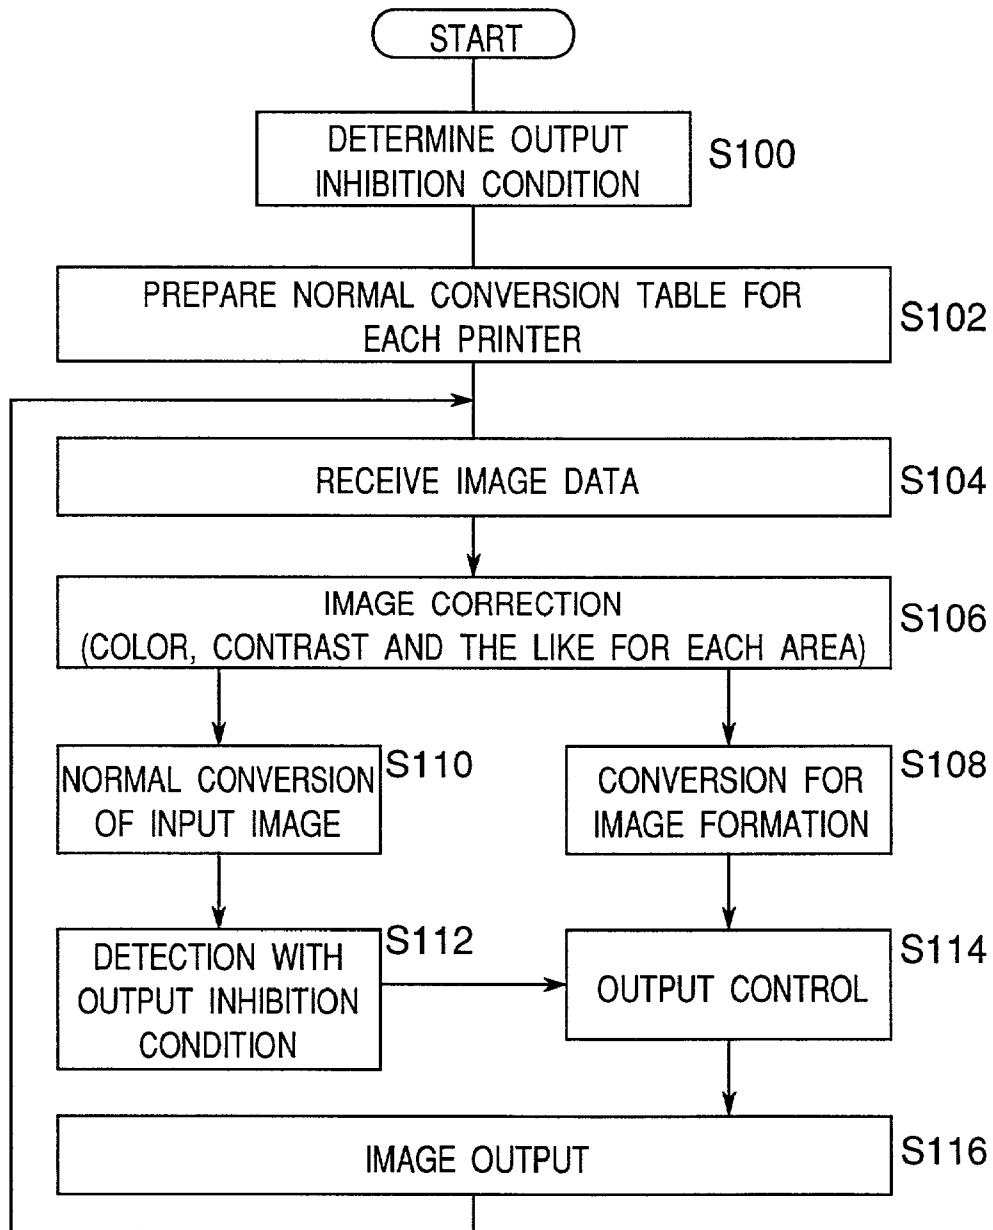 START
DETERMINE OUTPUT
INHIBITION CONDITION
S100
PREPARE NORMAL CONVERSION TABLE FOR
EACH PRINTER
S102
RECEIVE IMAGE DATA
S104
IMAGE CORRECTION
(COLOR, CONTRAST AND THE LIKE FOR EACH AREA)
S106
NORMAL CONVERSION
OF INPUT IMAGE
S110
CONVERSION FOR
IMAGE FORMATION
S108
DETECTION WITH
OUTPUT INHIBITION
CONDITION
S112
OUTPUT CONTROL
S114
IMAGE OUTPUT
S116